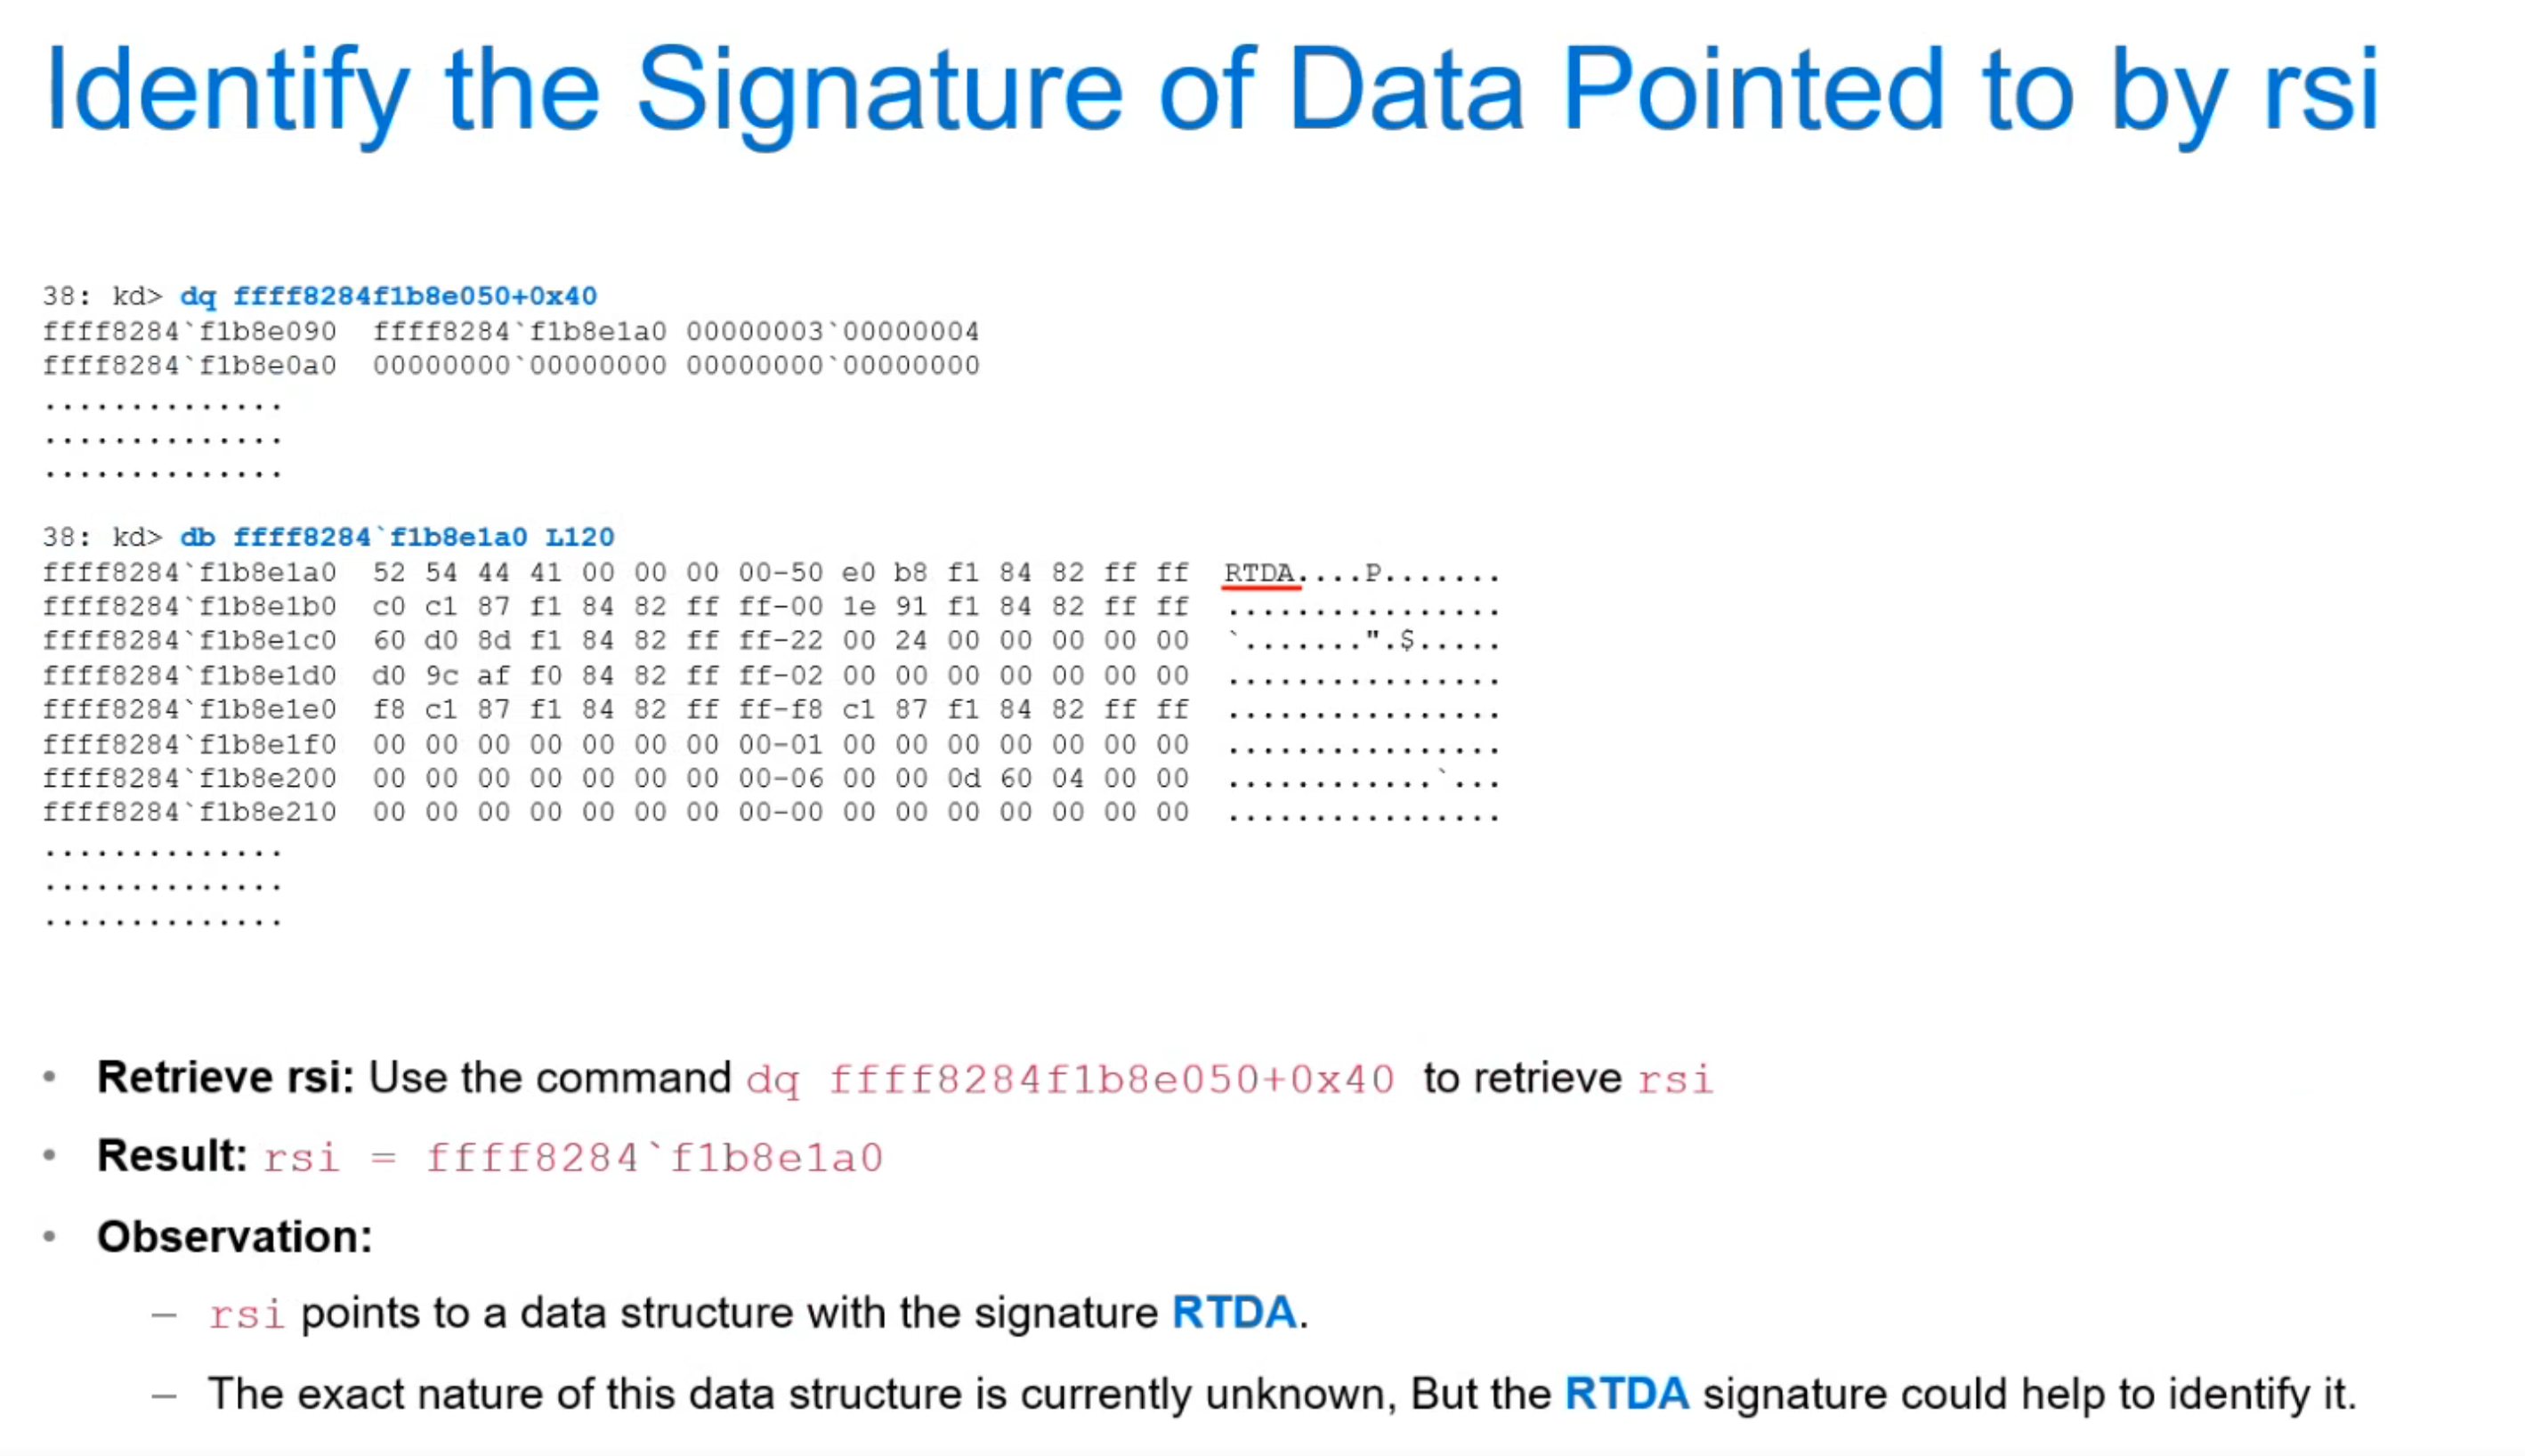 Identify the Signature of Data Pointed to by rsi
38: kd> dq ffff8284f1b8e050+0x40
ffff8284`f1b8e090  ffff8284`f1b8e1a0 00000003`00000004
ffff8284`f1b8e0a0  00000000`00000000 00000000`00000000
..............
..............
..............
38: kd> db ffff8284`f1b8e1a0 L120
ffff8284`f1b8e1a0  52 54 44 41 00 00 00 00-50 e0 b8 f1 84 82 ff ff  RTDA....P.......
ffff8284`f1b8e1b0  c0 c1 87 f1 84 82 ff ff-00 1e 91 f1 84 82 ff ff  ................
ffff8284`f1b8e1c0  60 d0 8d f1 84 82 ff ff-22 00 24 00 00 00 00 00  `.......".$.....
ffff8284`f1b8e1d0  d0 9c af f0 84 82 ff ff-02 00 00 00 00 00 00 00  ................
ffff8284`f1b8e1e0  f8 c1 87 f1 84 82 ff ff-f8 c1 87 f1 84 82 ff ff  ................
ffff8284`f1b8e1f0  00 00 00 00 00 00 00 00-01 00 00 00 00 00 00 00  ................
ffff8284`f1b8e200  00 00 00 00 00 00 00 00-06 00 00 0d 60 04 00 00  ............`...
ffff8284`f1b8e210  00 00 00 00 00 00 00 00-00 00 00 00 00 00 00 00  ................
..............
..............
..............
• Retrieve rsi: Use the command dq ffff8284f1b8e050+0x40 to retrieve rsi
• Result: rsi = ffff8284`f1b8e1a0
• Observation:
– rsi points to a data structure with the signature RTDA.
– The exact nature of this data structure is currently unknown, But the RTDA signature could help to identify it.